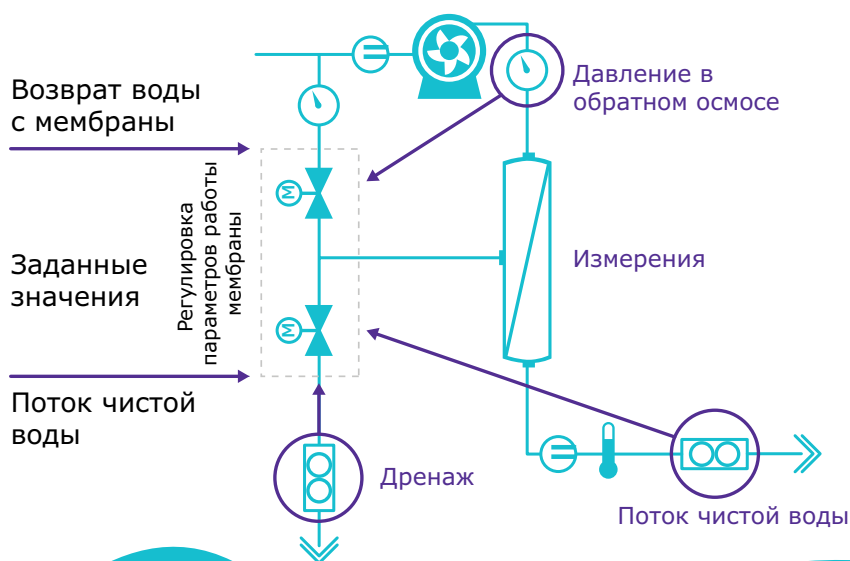 Возврат воды
с мембраны
Давление в
обратном осмосе
Регулировка
параметров работы
мембраны
M
Заданные
значения
Измерения
M
Поток чистой
воды
Дренаж
Поток чистой воды